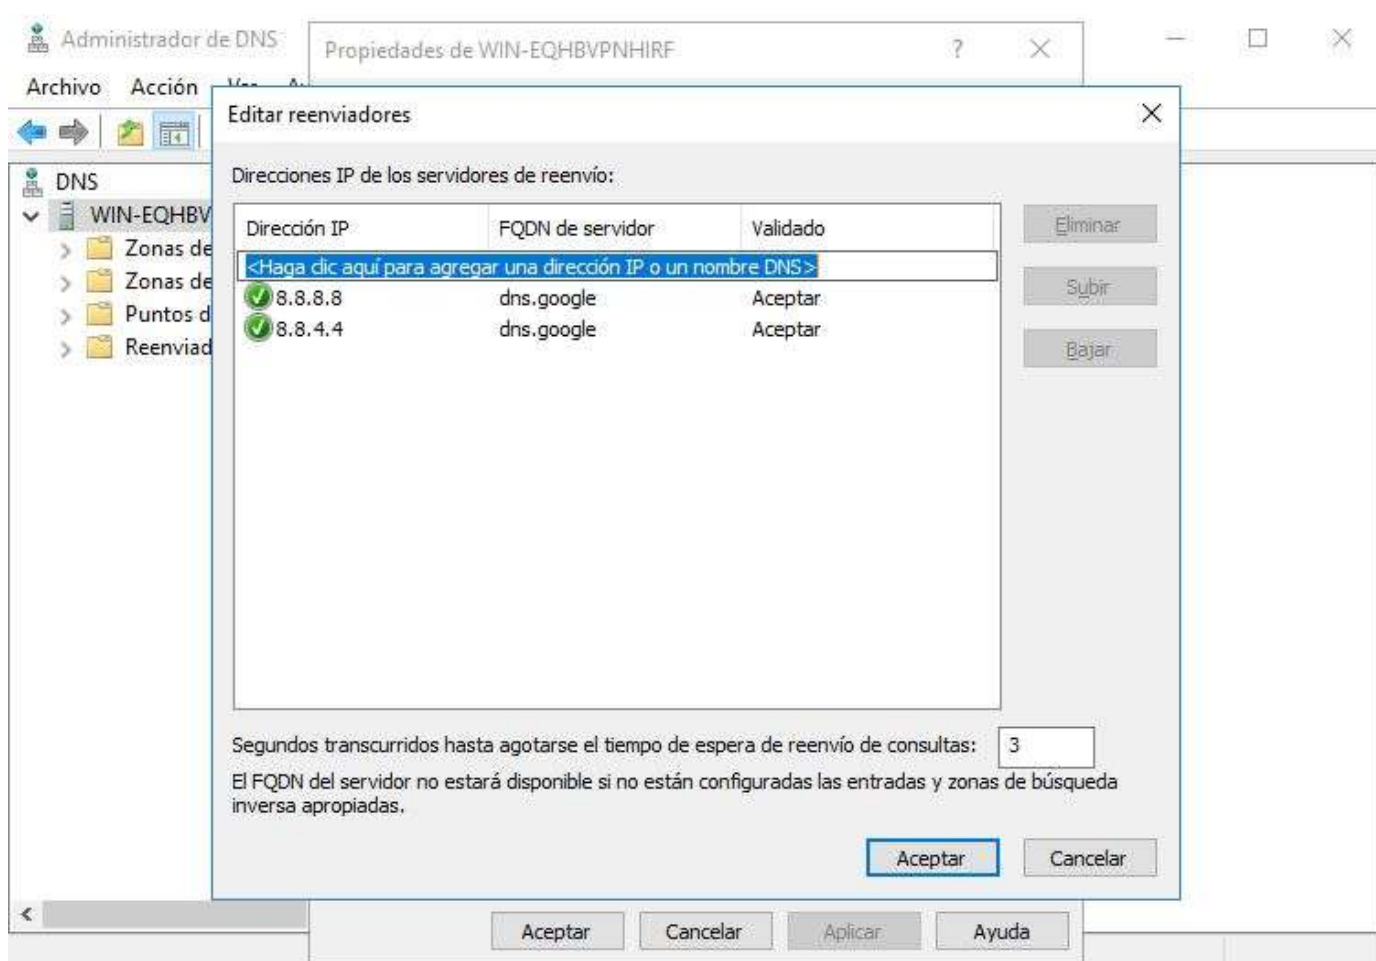 Administrador de DNS
Propiedades de WIN-EQHBVPNHIRF
?
Archivo Acción Ver
Editar reenviadores
Direcciones IP de los servidores de reenvío:
DNS
WIN-EQHBV
Zonas de
Zonas de
Puntos d
Reenviad
Dirección IP FQDN de servidor Validado
<Haga clic aquí para agregar una dirección IP o un nombre DNS>
8.8.8.8 dns.google Aceptar
8.8.4.4 dns.google Aceptar
Eliminar
Subir
Bajar
Segundos transcurridos hasta agotarse el tiempo de espera de reenvío de consultas: 3
El FQDN del servidor no estará disponible si no están configuradas las entradas y zonas de búsqueda
inversa apropiadas.
Aceptar Cancelar
Aceptar Cancelar Aplicar Ayuda